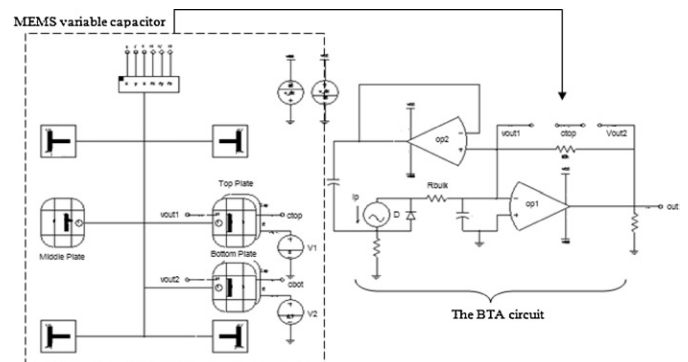 MEMS variable capacitor
Top Plate
vout1
ctop
V1
Middle Plate
Bottom Plate
vout2
cbot
V2
vout1
ctop
Vout2
op2
Ip
D
Rbulk
op1
out
The BTA circuit